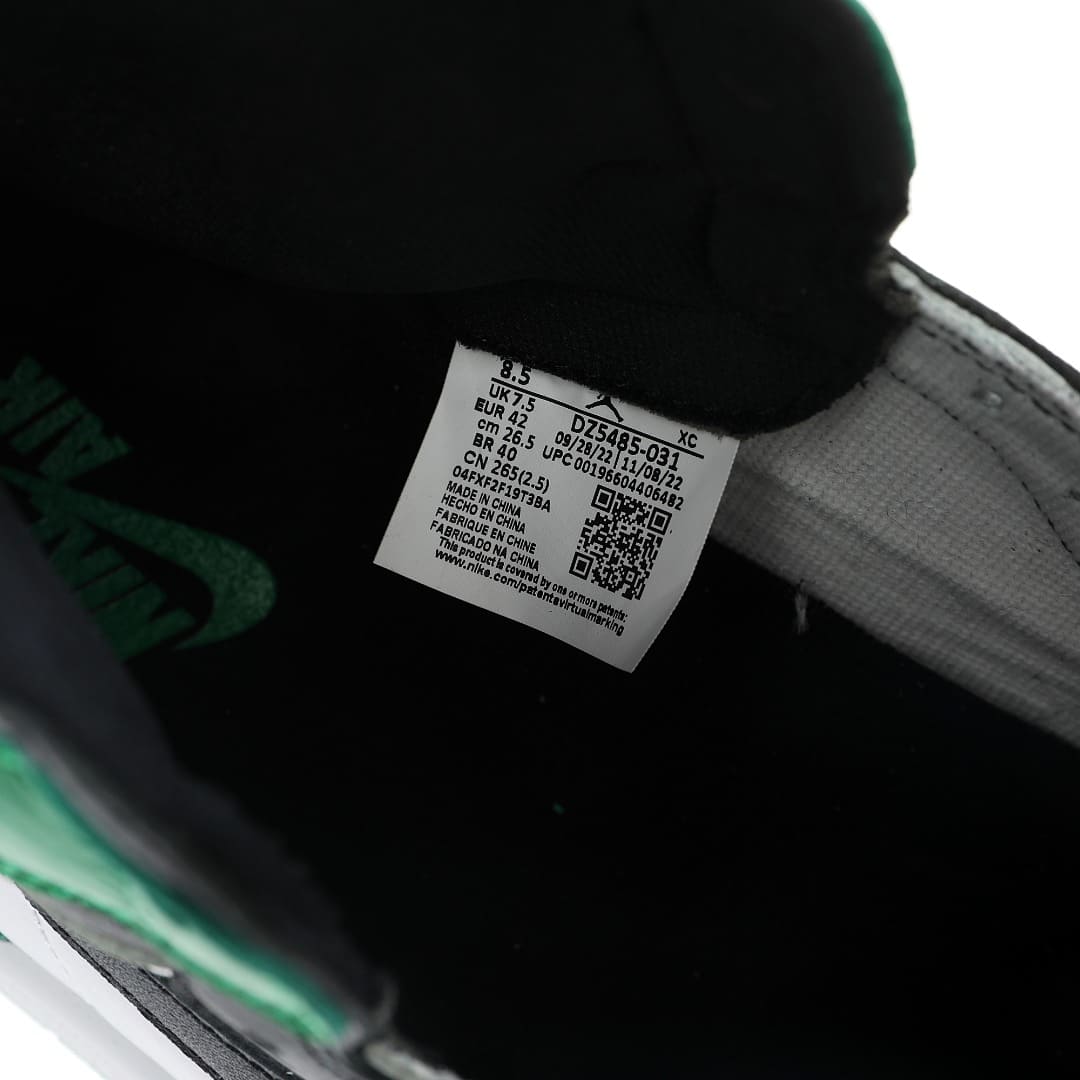 8.5
UK 7.5
EUR 42
cm 26.5
BR 40
CN 265(2.5)
04FXF2F19T3BA
MADE IN CHINA
HECHO EN CHINA
FABRIQUE EN CHINE
FABRICADO NA CHINA
This product is covered by one or more patents:
www.nike.com/patentsvirtualmarking
XC
DZ5485-031
09/28/22 | 11/08/22
UPC 00196604406482
NIKE
AIR